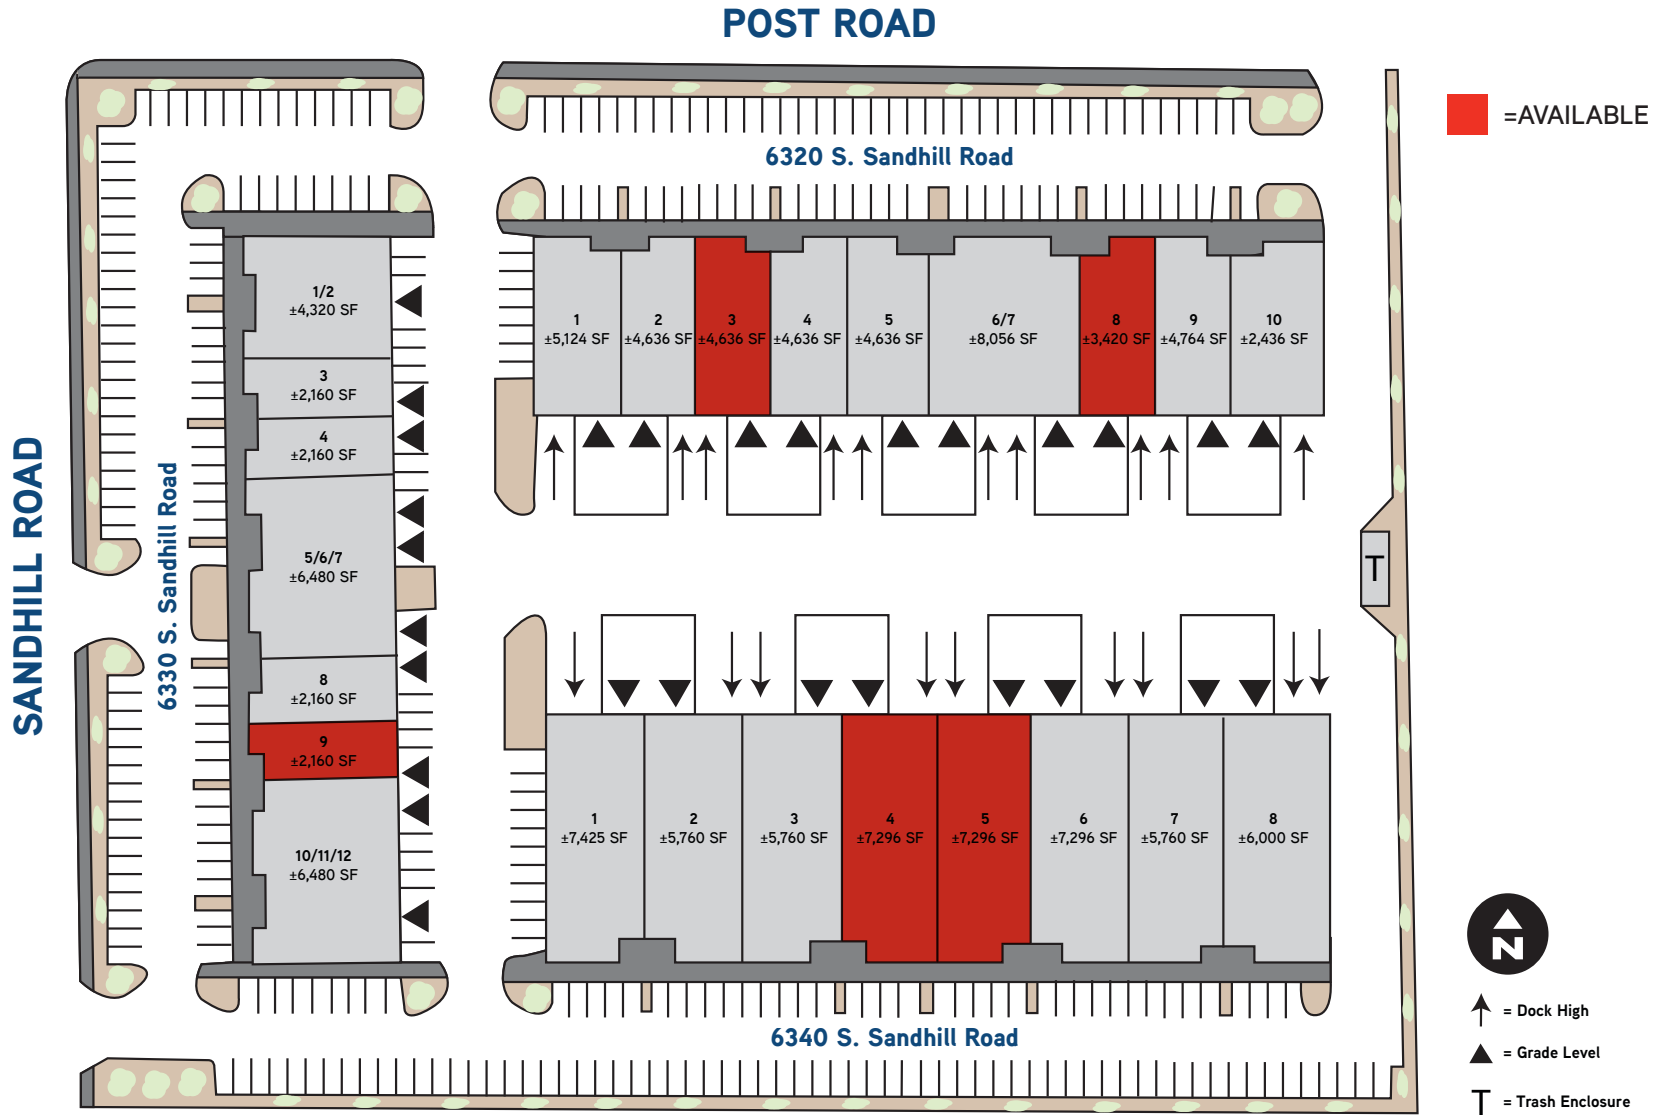 POST ROAD
=AVAILABLE
6320 S. Sandhill Road
1
±5,124 SF
2
±4,636 SF
3
±4,636 SF
4
±4,636 SF
5
±4,636 SF
6/7
±8,056 SF
8
±3,420 SF
9
±4,764 SF
10
±2,436 SF
SANDHILL ROAD
6330 S. Sandhill Road
1/2
±4,320 SF
3
±2,160 SF
4
±2,160 SF
5/6/7
±6,480 SF
8
±2,160 SF
9
±2,160 SF
10/11/12
±6,480 SF
T
1
±7,425 SF
2
±5,760 SF
3
±5,760 SF
4
±7,296 SF
5
±7,296 SF
6
±7,296 SF
7
±5,760 SF
8
±6,000 SF
6340 S. Sandhill Road
N
= Dock High
= Grade Level
T = Trash Enclosure